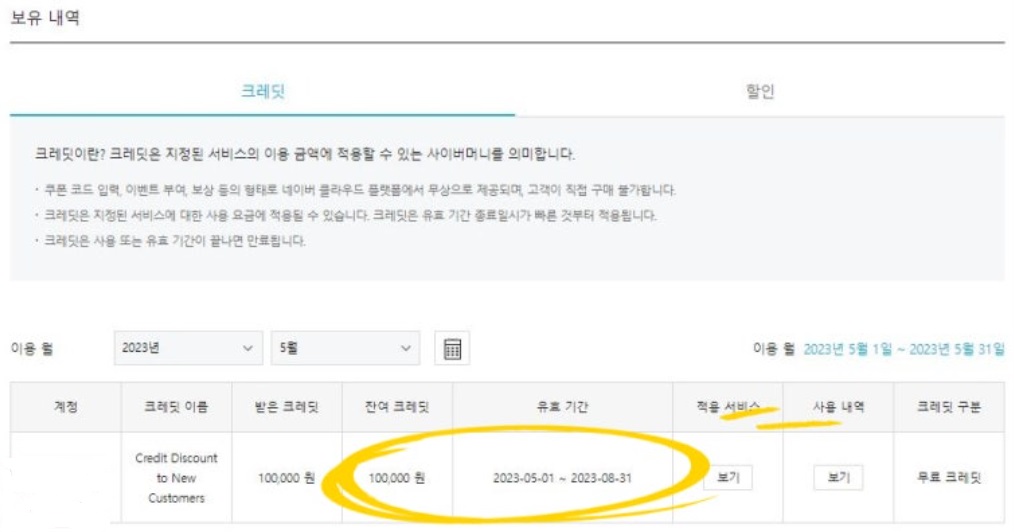 보유 내역
크레딧 할인
크레딧이란? 크레딧은 지정된 서비스의 이용 금액에 적용할 수 있는 사이버머니를 의미합니다.
· 쿠폰 코드 입력, 이벤트 부여, 보상 등의 형태로 네이버 클라우드 플랫폼에서 무상으로 제공되며, 고객이 직접 구매 불가합니다.
· 크레딧은 지정된 서비스에 대한 사용 요금에 적용될 수 있습니다. 크레딧은 유효 기간 종료일시가 빠른 것부터 적용됩니다.
· 크레딧은 사용 또는 유효 기간이 끝나면 만료됩니다.
이용 월 2023년 5월 이용 월 2023년 5월 1일 ~ 2023년 5월 31일
계정 크레딧 이름 받은 크레딧 잔여 크레딧 유효 기간 적용 서비스 사용 내역 크레딧 구분
Credit Discount
to New
Customers
100,000 원 100,000 원 2023-05-01 ~ 2023-08-31 보기 보기 무료 크레딧